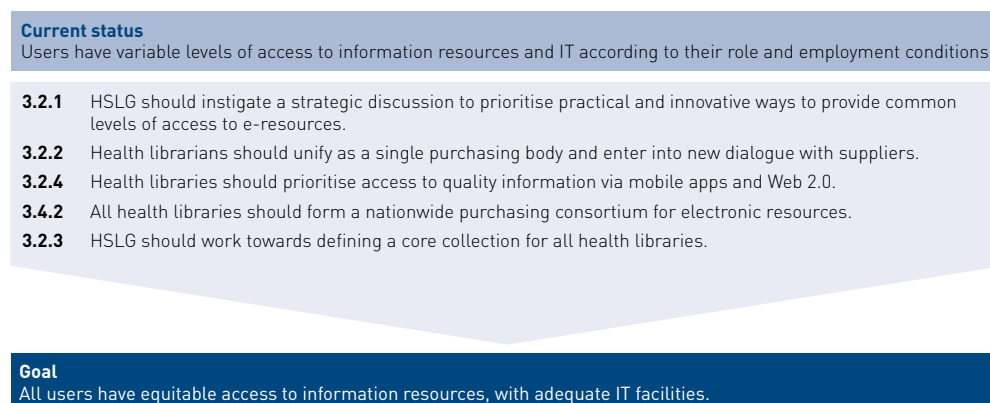 Current status
Users have variable levels of access to information resources and IT according to their role and employment conditions
3.2.1 HSLG should instigate a strategic discussion to prioritise practical and innovative ways to provide common
levels of access to e-resources.
3.2.2 Health librarians should unify as a single purchasing body and enter into new dialogue with suppliers.
3.2.4 Health libraries should prioritise access to quality information via mobile apps and Web 2.0.
3.4.2 All health libraries should form a nationwide purchasing consortium for electronic resources.
3.2.3 HSLG should work towards defining a core collection for all health libraries.
Goal
All users have equitable access to information resources, with adequate IT facilities.